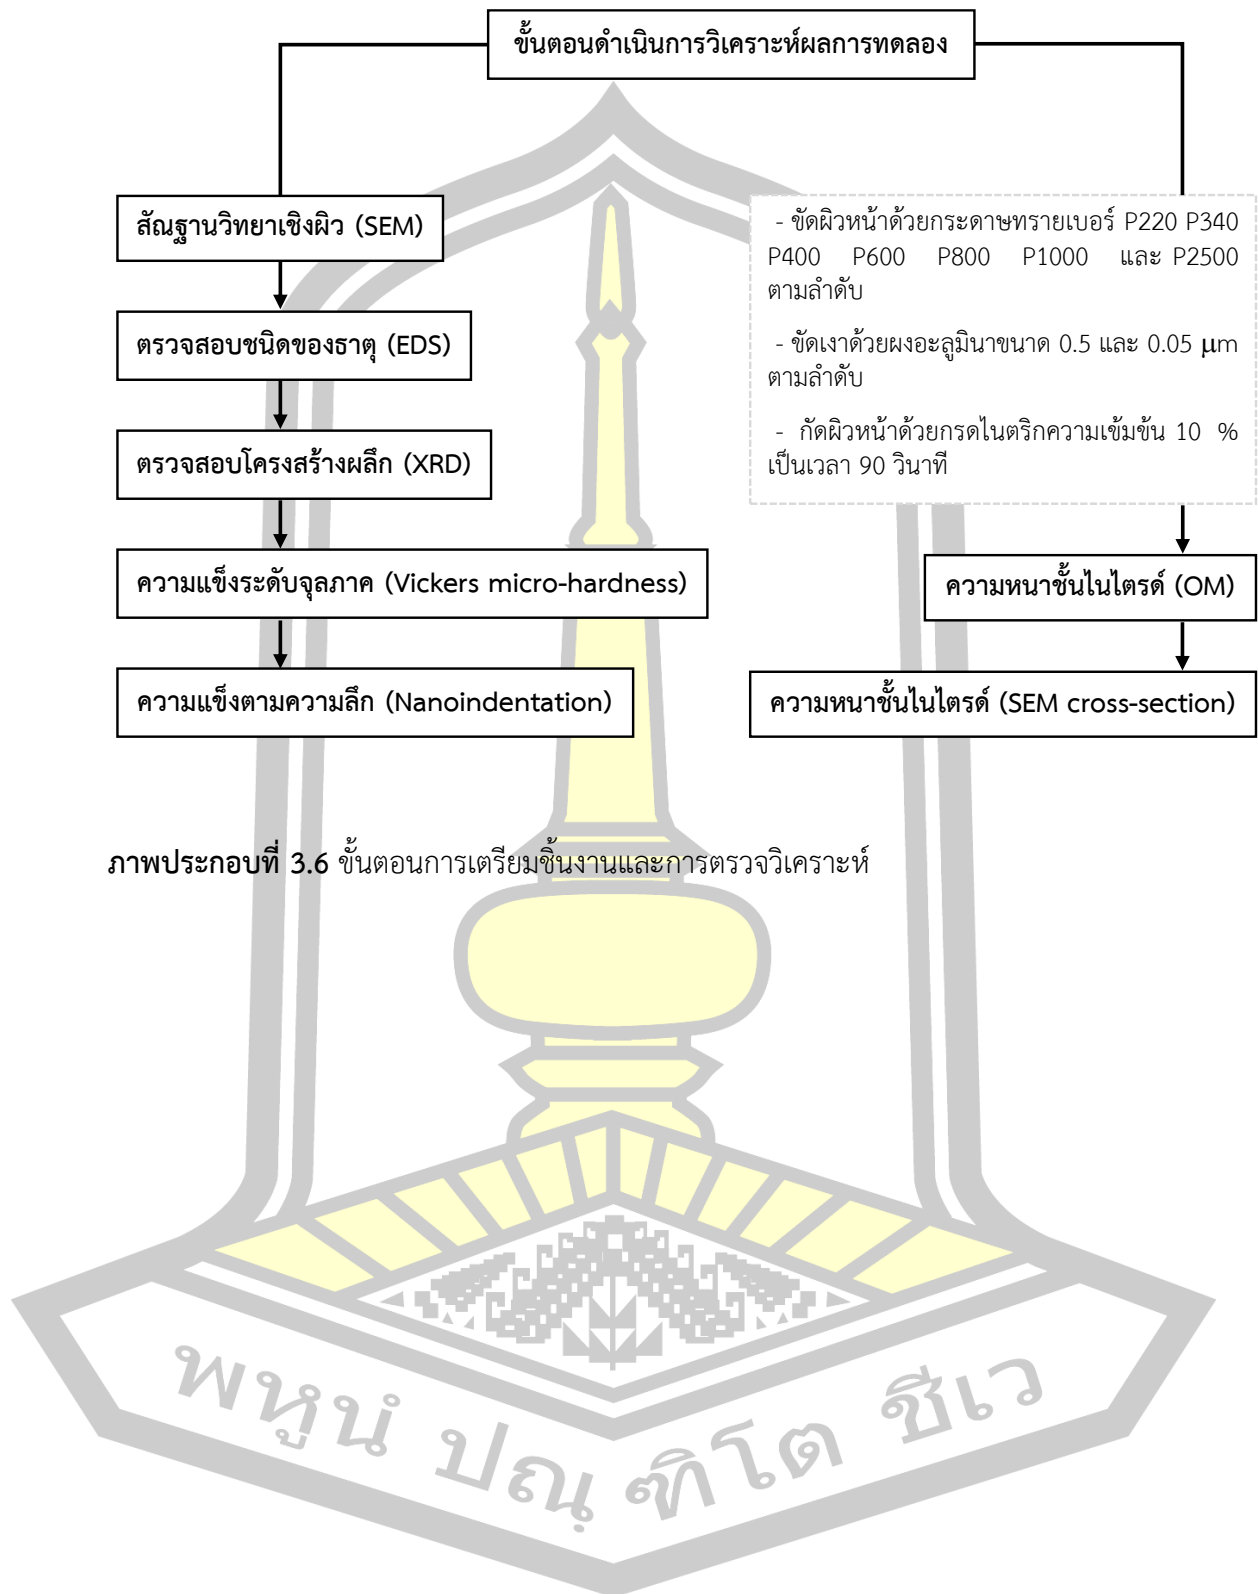 ขั้นตอนดำเนินการวิเคราะห์ผลการทดลอง
สัณฐานวิทยาเชิงผิว (SEM)
ตรวจสอบชนิดของธาตุ (EDS)
ตรวจสอบโครงสร้างผลึก (XRD)
ความแข็งระดับจุลภาค (Vickers micro-hardness)
ความแข็งตามความลึก (Nanoindentation)
- ขัดผิวหน้าด้วยกระดาษทรายเบอร์ P220 P340
P400 P600 P800 P1000 และ P2500
ตามลำดับ
- ขัดเงาด้วยผงอะลูมินาขนาด 0.5 และ 0.05 µm
ตามลำดับ
- กัดผิวหน้าด้วยกรดไนตริกความเข้มข้น 10 %
เป็นเวลา 90 วินาที
ความหนาชั้นไนไตรด์ (OM)
ความหนาชั้นไนไตรด์ (SEM cross-section)
ภาพประกอบที่ 3.6 ขั้นตอนการเตรียมชิ้นงานและการตรวจวิเคราะห์
พหูนํ ปณฺ ฑิโต ชีเว